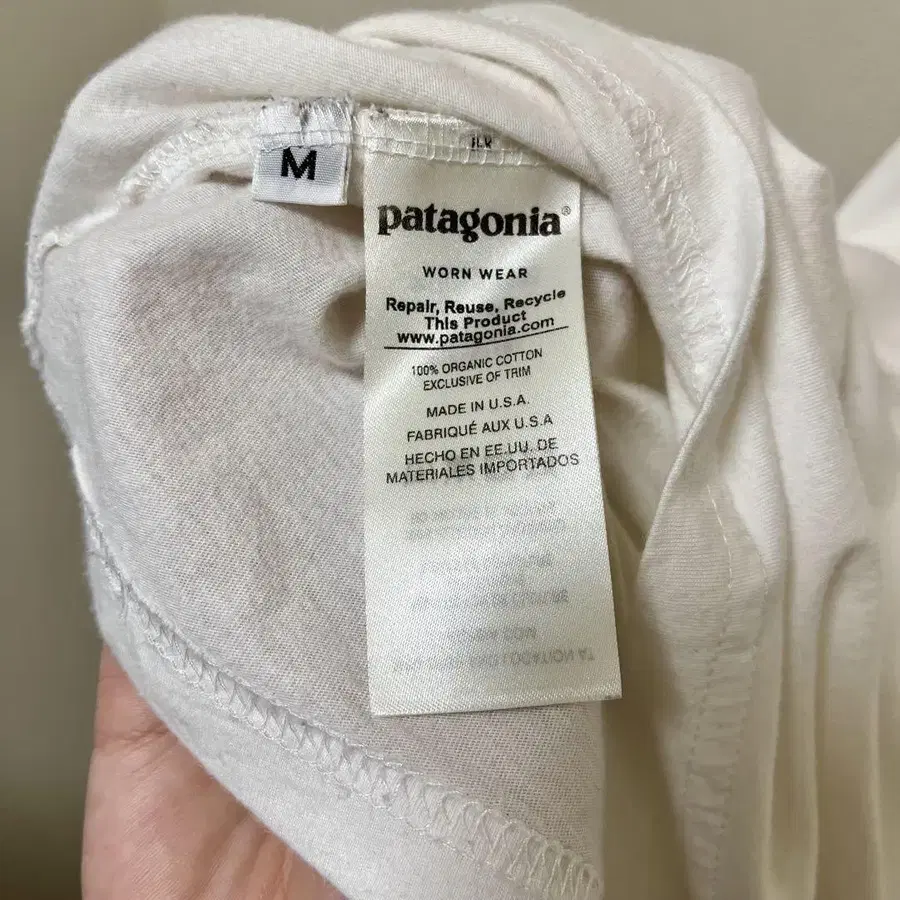 M
patagonia®
WORN WEAR
Repair, Reuse, Recycle
This Product
www.patagonia.com
100% ORGANIC COTTON
EXCLUSIVE OF TRIM
MADE IN U.S.A.
FABRIQUÉ AUX U.S.A
HECHO EN EE.UU. DE
MATERIALES IMPORTADOS